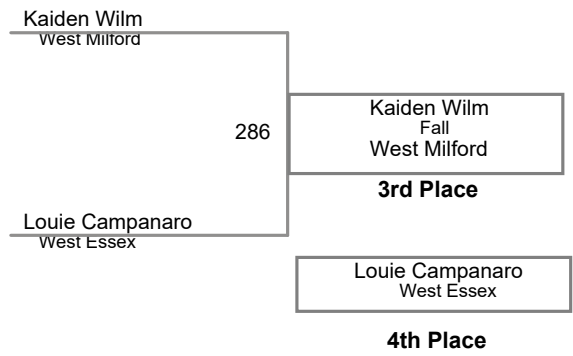 Kaiden Wilm
West Milford
286
Kaiden Wilm
Fall
West Milford
3rd Place
Louie Campanaro
West Essex
Louie Campanaro
West Essex
4th Place